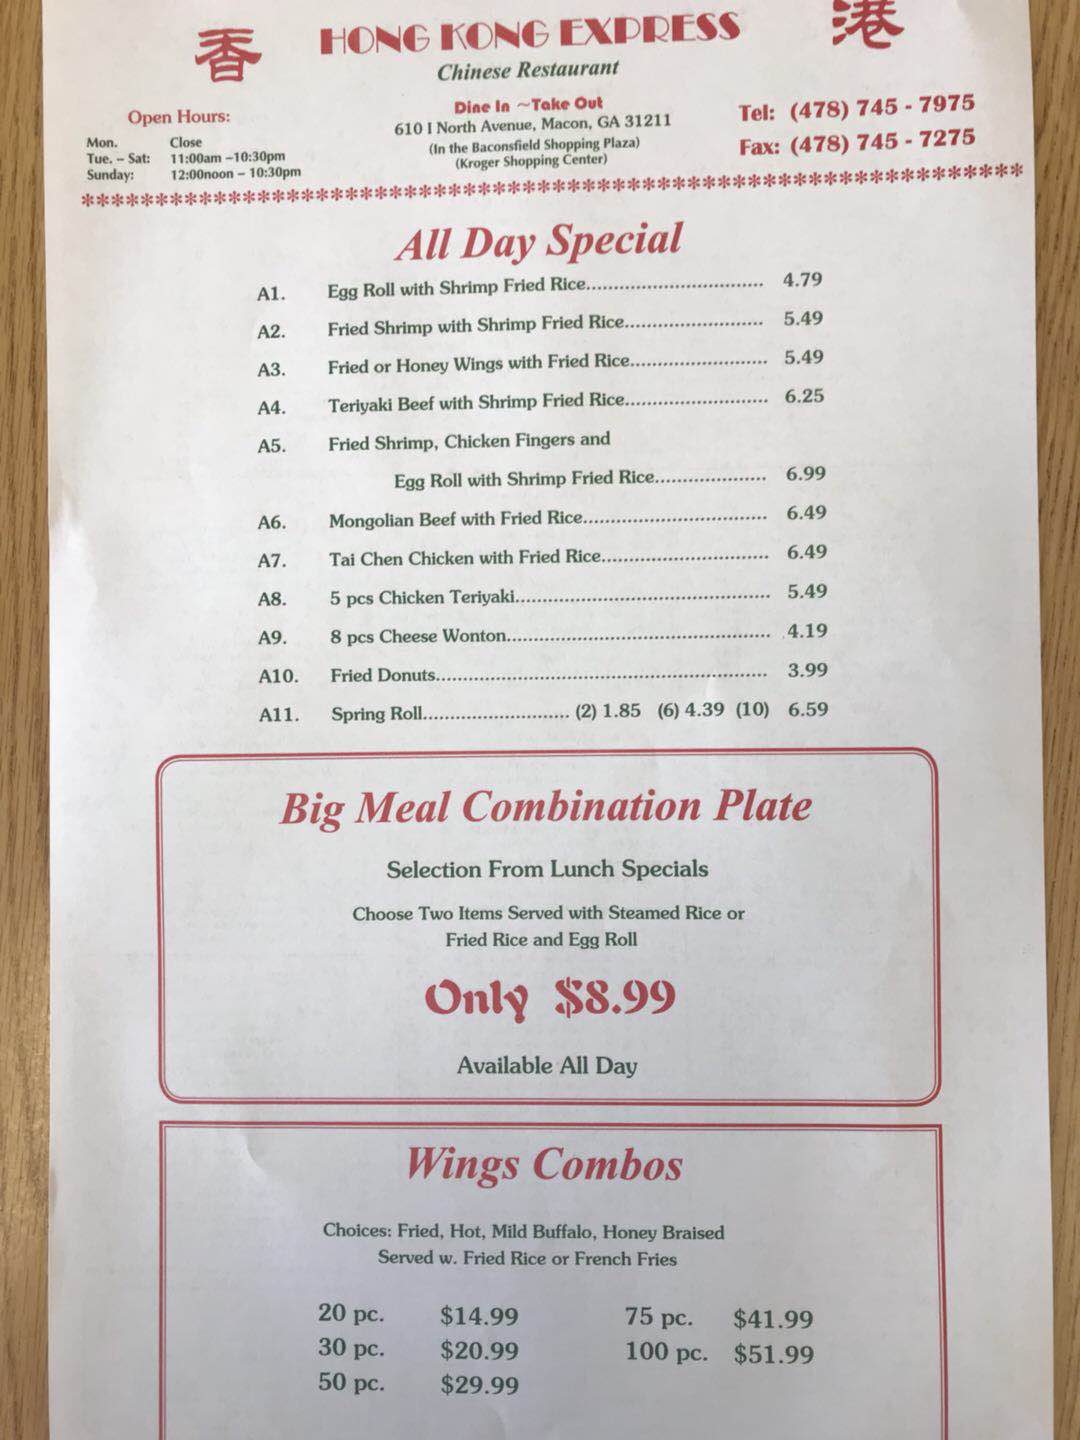 香 HONG KONG EXPRESS 港
Chinese Restaurant
Open Hours:
Mon. Close
Tue. – Sat: 11:00am –10:30pm
Sunday: 12:00noon – 10:30pm
Dine In ~Take Out
610 I North Avenue, Macon, GA 31211
(In the Baconsfield Shopping Plaza)
(Kroger Shopping Center)
Tel: (478) 745 - 7975
Fax: (478) 745 - 7275
All Day Special
A1. Egg Roll with Shrimp Fried Rice............................... 4.79
A2. Fried Shrimp with Shrimp Fried Rice........................ 5.49
A3. Fried or Honey Wings with Fried Rice........................ 5.49
A4. Teriyaki Beef with Shrimp Fried Rice......................... 6.25
A5. Fried Shrimp, Chicken Fingers and
Egg Roll with Shrimp Fried Rice.................... 6.99
A6. Mongolian Beef with Fried Rice................................ 6.49
A7. Tai Chen Chicken with Fried Rice............................. 6.49
A8. 5 pcs Chicken Teriyaki............................................ 5.49
A9. 8 pcs Cheese Wonton.............................................. 4.19
A10. Fried Donuts.......................................................... 3.99
A11. Spring Roll.......................... (2) 1.85 (6) 4.39 (10) 6.59
Big Meal Combination Plate
Selection From Lunch Specials
Choose Two Items Served with Steamed Rice or
Fried Rice and Egg Roll
Only $8.99
Available All Day
Wings Combos
Choices: Fried, Hot, Mild Buffalo, Honey Braised
Served w. Fried Rice or French Fries
20 pc. $14.99 75 pc. $41.99
30 pc. $20.99 100 pc. $51.99
50 pc. $29.99